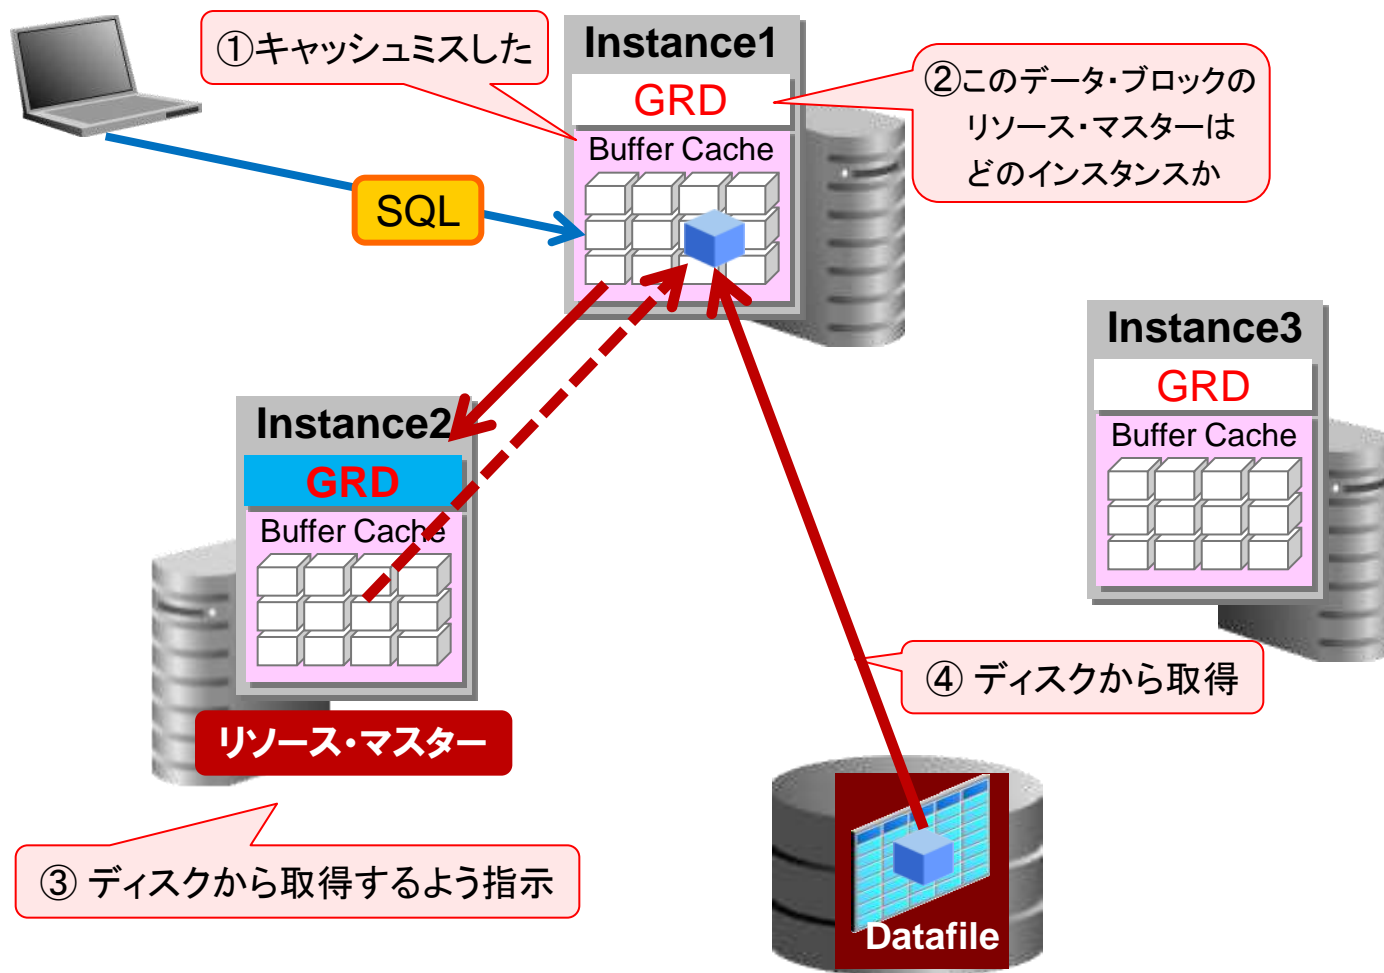 ①キャッシュミスした
Instance1
GRD
Buffer Cache
②このデータ・ブロックの
リソース・マスターは
どのインスタンスか
SQL
Instance3
GRD
Buffer Cache
Instance2
GRD
Buffer Cache
リソース・マスター
④ ディスクから取得
③ ディスクから取得するよう指示
Datafile